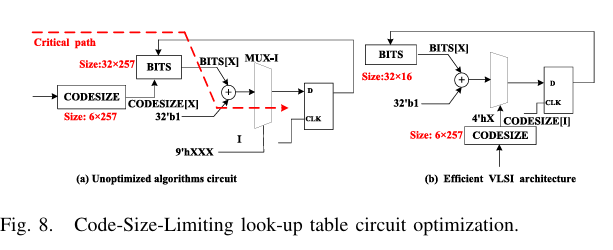 Critical path
Size:32×257
BITS
BITS[X]
MUX-I
D
CLK
CODESIZE
CODESIZE[X]
Size: 6×257
32'b1
I
9'hXXX
(a) Unoptimized algorithms circuit
BITS
BITS[X]
Size:32×16
D
CLK
32'b1
4'hX
CODESIZE[I]
Size: 6×257
CODESIZE
(b) Efficient VLSI architecture
Fig. 8. Code-Size-Limiting look-up table circuit optimization.